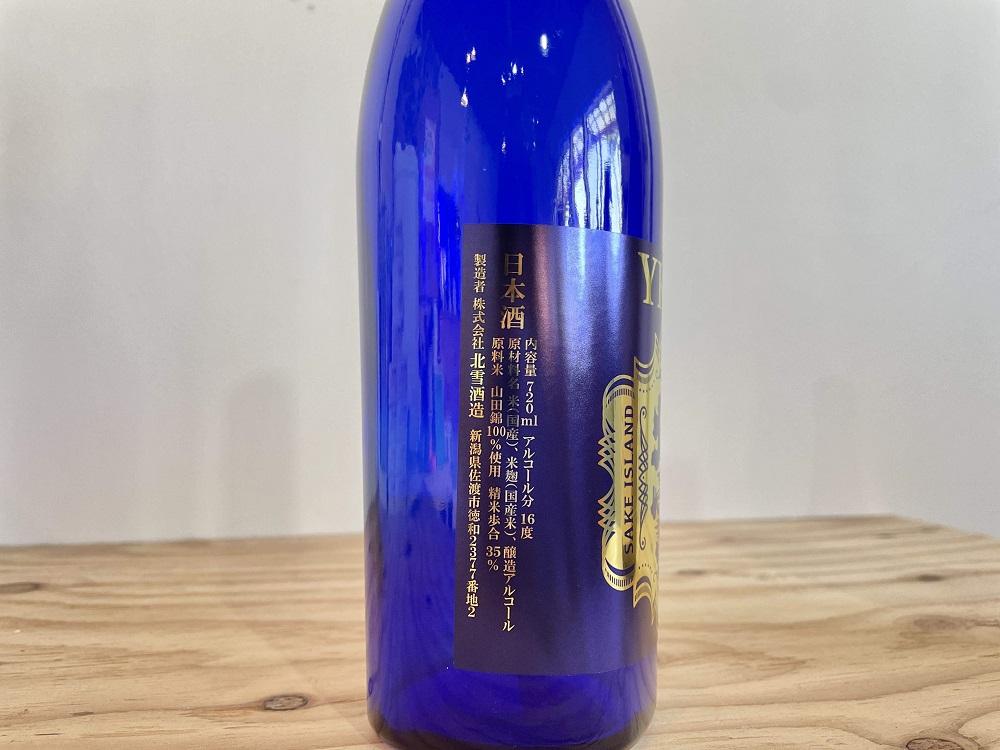 日本酒
内容量 720ml アルコール分 16度
原材料名 米(国産)、米麹(国産米)、醸造アルコール
原料米 山田錦100%使用 精米歩合 35%
製造者 株式会社 北雪酒造 新潟県佐渡市徳和2377番地2
SAKE ISLAND